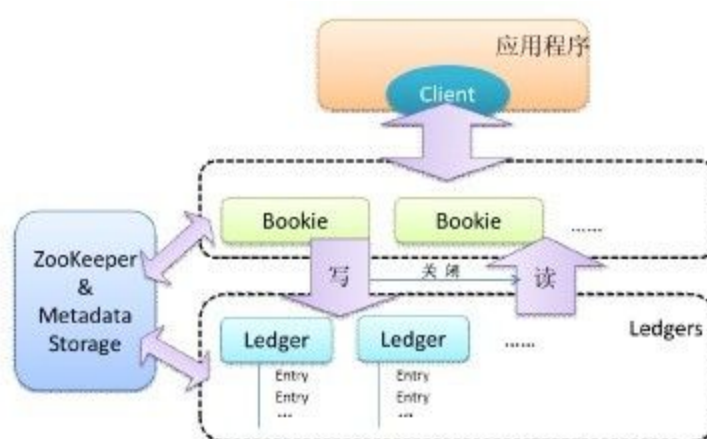 应用程序
Client
Bookie
Bookie
......
ZooKeeper
&
Metadata
Storage
写
关 闭
读
Ledgers
Ledger
Ledger
......
Entry
Entry
...
Entry
Entry
...